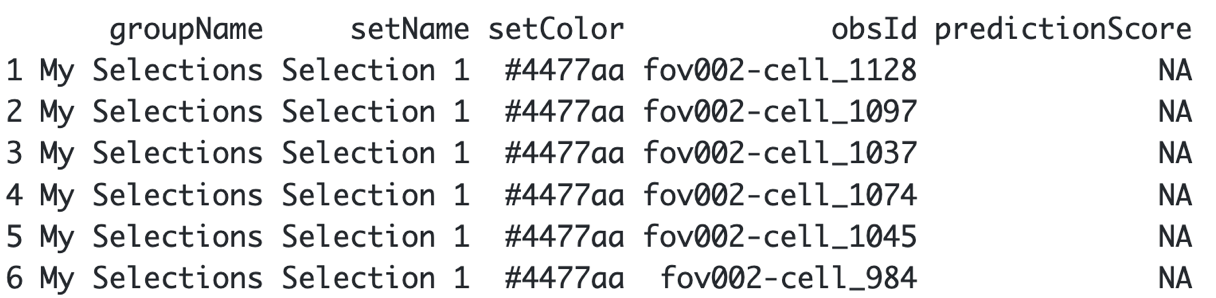 groupName setName setColor obsId predictionScore
1 My Selections Selection 1 #4477aa fov002-cell_1128 NA
2 My Selections Selection 1 #4477aa fov002-cell_1097 NA
3 My Selections Selection 1 #4477aa fov002-cell_1037 NA
4 My Selections Selection 1 #4477aa fov002-cell_1074 NA
5 My Selections Selection 1 #4477aa fov002-cell_1045 NA
6 My Selections Selection 1 #4477aa fov002-cell_984 NA